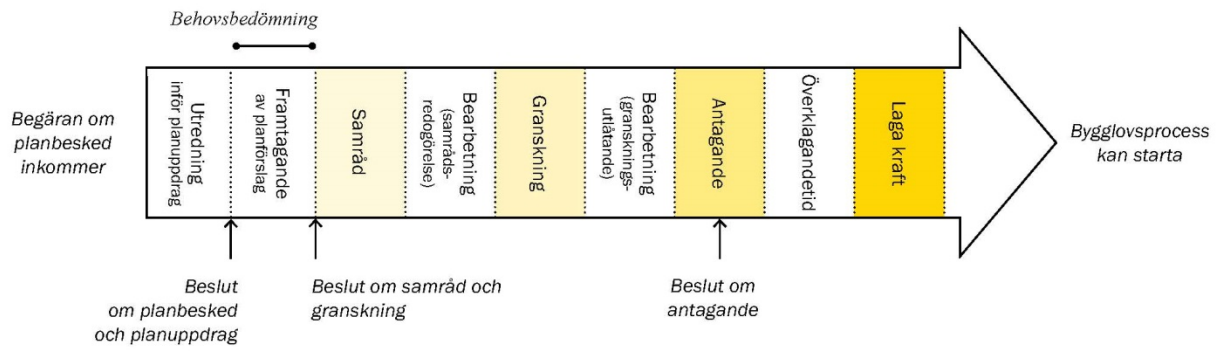 Behovsbedömning
Begäran om
planbesked
inkommer
Utredning
inför planuppdrag
Framtagande
av planförslag
Samråd
Bearbetning
(samråds-
redogörelse)
Granskning
Bearbetning
(gransknings-
utlåtande)
Antagande
Överklagandetid
Laga kraft
Bygglovsprocess
kan starta
Beslut
om planbesked
och planuppdrag
Beslut om samråd och
granskning
Beslut om
antagande